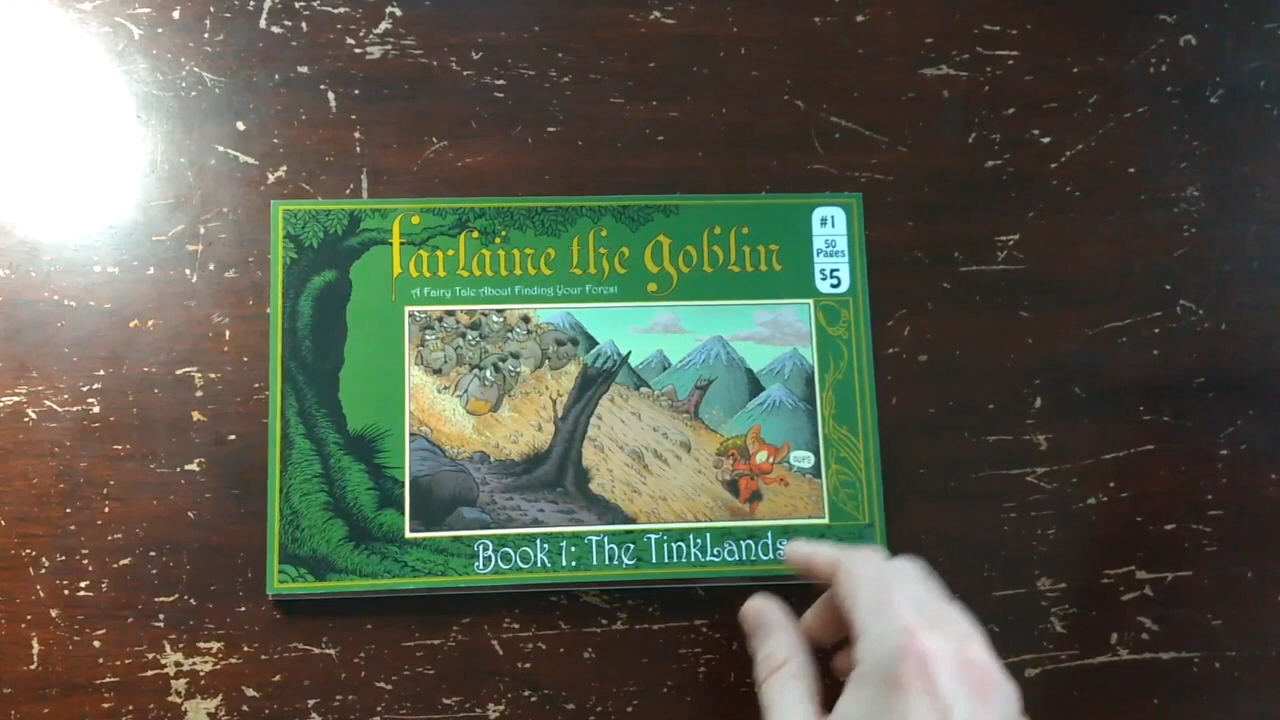 farlaine the goblin
A Fairy Tale About Finding Your Forest
#1
50
Pages
$5
OOPS
Book 1: The TinkLands